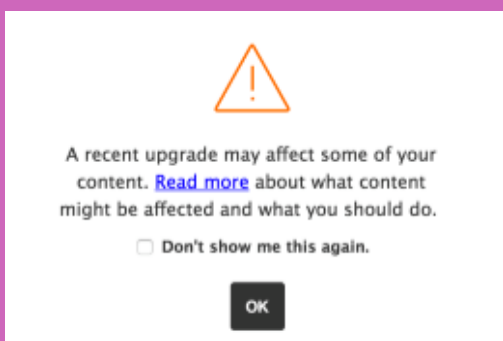 A recent upgrade may affect some of your
content. Read more about what content
might be affected and what you should do.
Don't show me this again.
OK